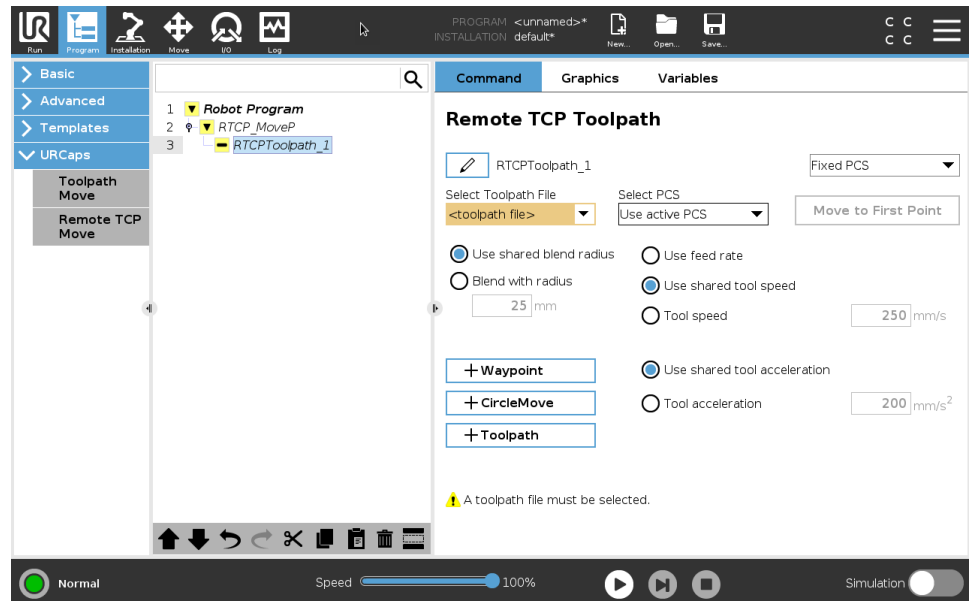 PROGRAM <unnamed>*
INSTALLATION default*
Run Program Installation Move I/O Log New... Open... Save...
C C
C C
Basic
Advanced
Templates
URCaps
Toolpath
Move
Remote TCP
Move
1 Robot Program
2 RTCP_MoveP
3 RTCPToolpath_1
Command Graphics Variables
Remote TCP Toolpath
RTCPToolpath_1 Fixed PCS
Select Toolpath File Select PCS
<toolpath file> Use active PCS Move to First Point
Use shared blend radius Use feed rate
Blend with radius Use shared tool speed
25 mm Tool speed 250 mm/s
+ Waypoint Use shared tool acceleration
+ CircleMove Tool acceleration 200 mm/s²
+ Toolpath
A toolpath file must be selected.
Normal Speed 100% Simulation